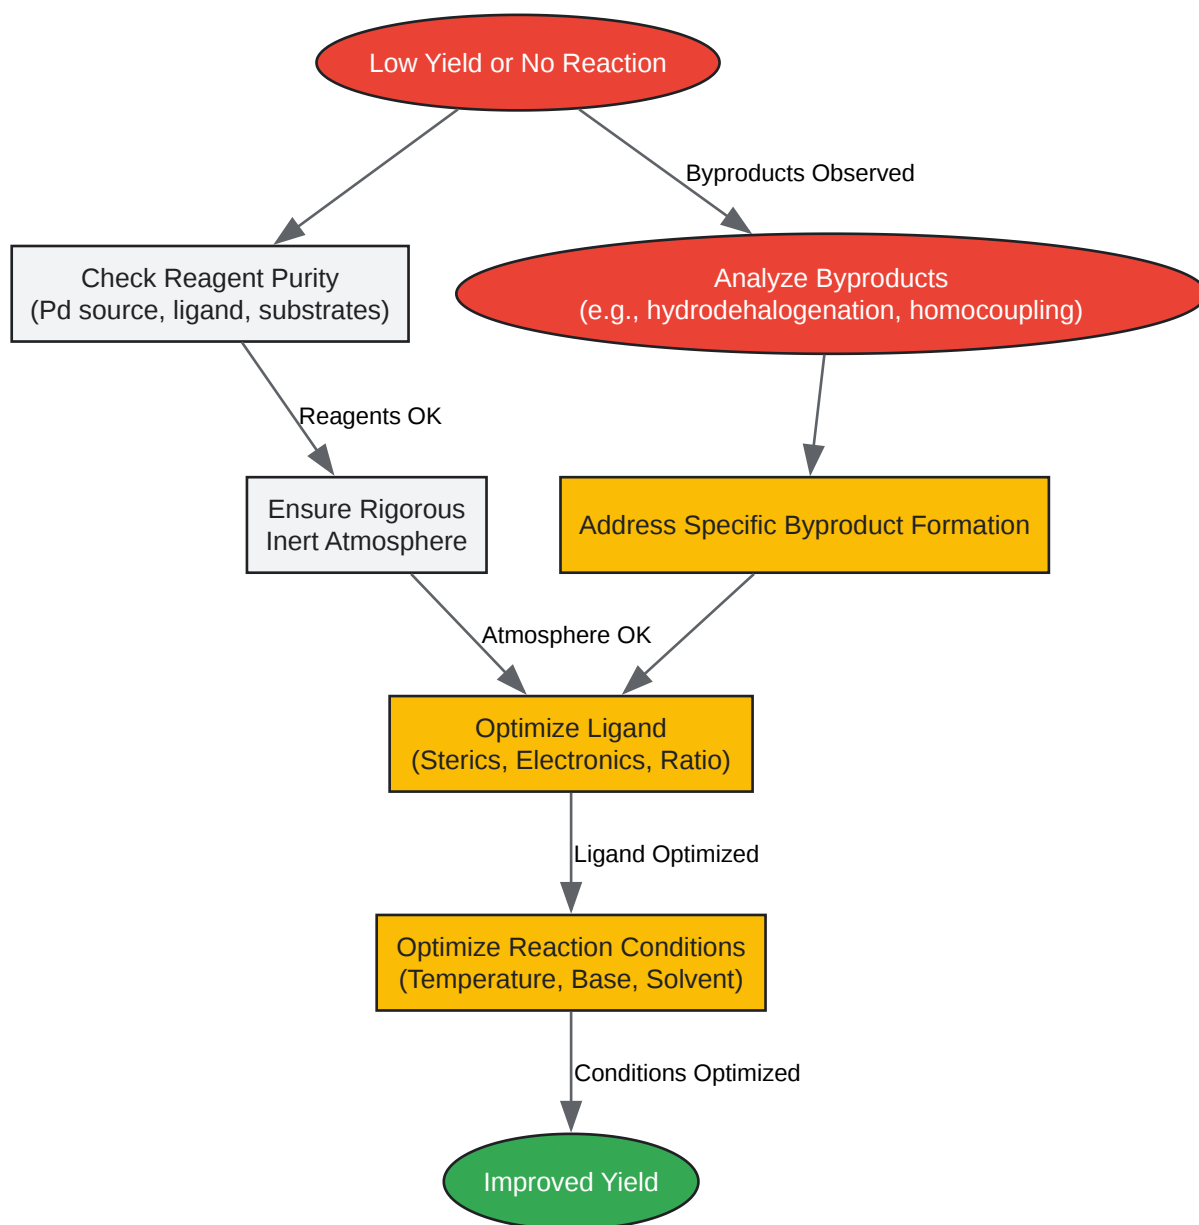 Low Yield or No Reaction
Byproducts Observed
Check Reagent Purity
(Pd source, ligand, substrates)
Analyze Byproducts
(e.g., hydrodehalogenation, homocoupling)
Reagents OK
Ensure Rigorous
Inert Atmosphere
Address Specific Byproduct Formation
Atmosphere OK
Optimize Ligand
(Sterics, Electronics, Ratio)
Ligand Optimized
Optimize Reaction Conditions
(Temperature, Base, Solvent)
Conditions Optimized
Improved Yield